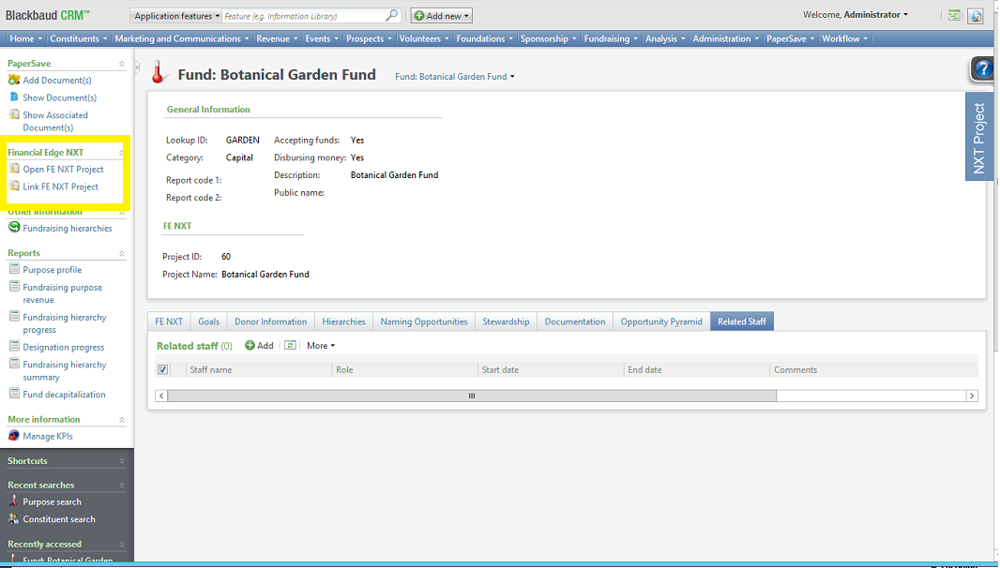 Blackbaud CRM™
Application features
Feature (e.g. Information Library)
Add new
Welcome, Administrator
Home
Constituents
Marketing and Communications
Revenue
Events
Prospects
Volunteers
Foundations
Sponsorship
Fundraising
Analysis
Administration
PaperSave
Workflow
PaperSave
Add Document(s)
Show Document(s)
Show Associated
Document(s)
Financial Edge NXT
Open FE NXT Project
Link FE NXT Project
Other information
Fundraising hierarchies
Reports
Purpose profile
Fundraising purpose
revenue
Fundraising hierarchy
progress
Designation progress
Fundraising hierarchy
summary
Fund decapitalization
More information
Manage KPIs
Shortcuts
Recent searches
Purpose search
Constituent search
Recently accessed
Fund: Botanical Garden
Fund: Botanical Garden Fund
Fund: Botanical Garden Fund
?
NXT Project
General Information
Lookup ID: GARDEN Accepting funds: Yes
Category: Capital Disbursing money: Yes
Description: Botanical Garden Fund
Report code 1:
Public name:
Report code 2:
FE NXT
Project ID: 60
Project Name: Botanical Garden Fund
FE NXT
Goals
Donor Information
Hierarchies
Naming Opportunities
Stewardship
Documentation
Opportunity Pyramid
Related Staff
Related staff (0) Add More
Staff name Role Start date End date Comments